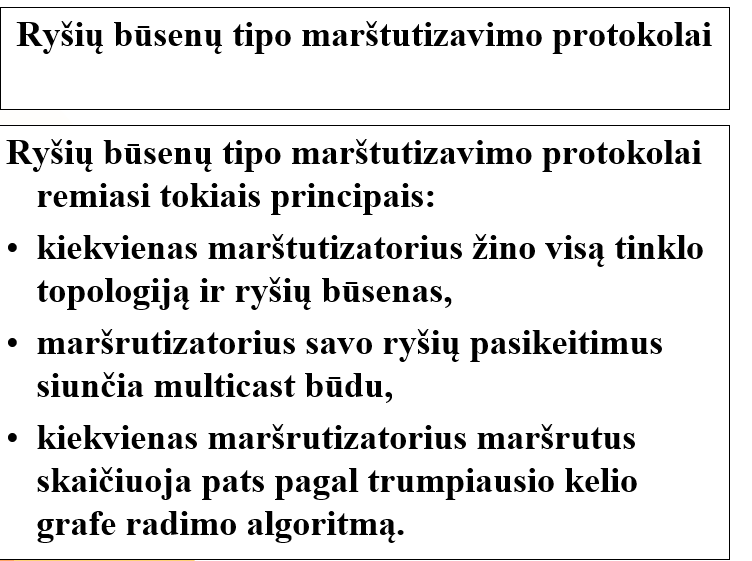 Ryšių būsenų tipo marštutizavimo protokolai
Ryšių būsenų tipo marštutizavimo protokolai
remiasi tokiais principais:
• kiekvienas marštutizatorius žino visą tinklo
topologiją ir ryšių būsenas,
• maršrutizatorius savo ryšių pasikeitimus
siunčia multicast būdu,
• kiekvienas maršrutizatorius maršrutus
skaičiuoja pats pagal trumpiausio kelio
grafe radimo algoritmą.